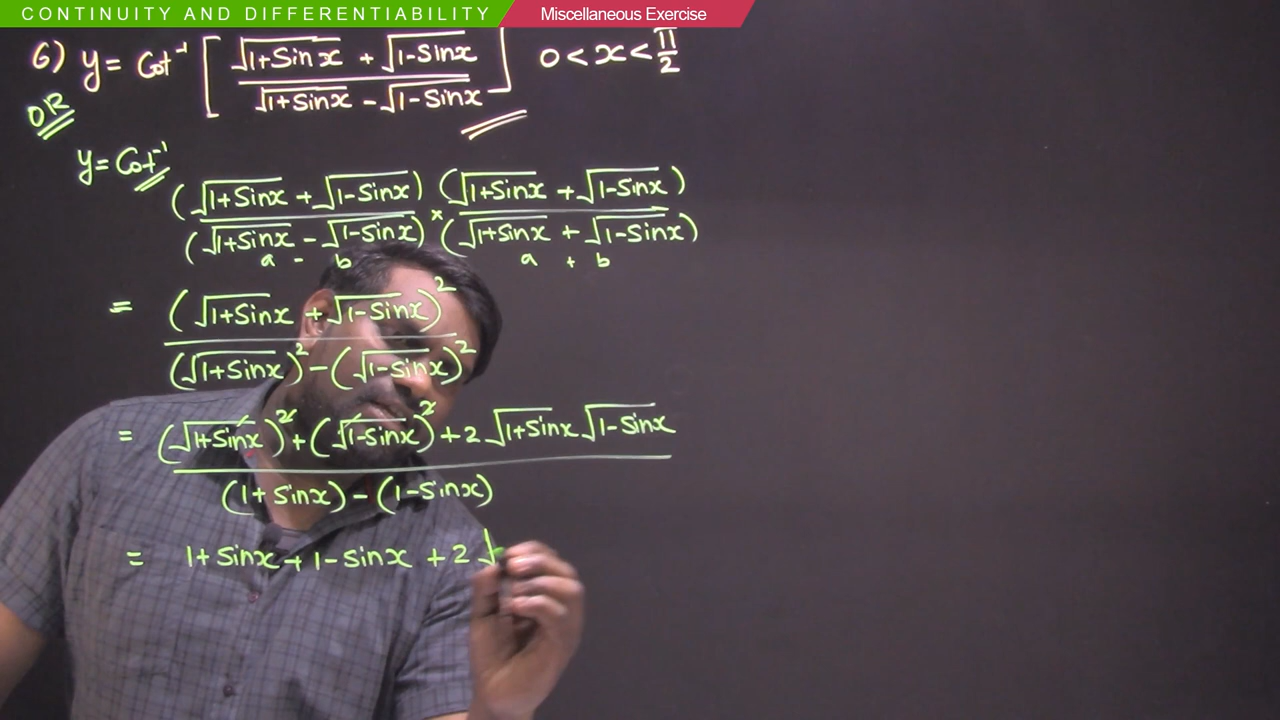 CONTINUITY AND DIFFERENTIABILITY Miscellaneous Exercise
6) y = Cot⁻¹ [ (√1+Sinx + √1-Sinx) / (√1+Sinx - √1-Sinx) ] 0 < x < π/2
OR
y = Cot⁻¹
(√1+Sinx + √1-Sinx) / (√1+Sinx - √1-Sinx) × (√1+Sinx + √1-Sinx) / (√1+Sinx + √1-Sinx)
a - b a + b
= (√1+Sinx + √1-Sinx)² / (√1+Sinx)² - (√1-Sinx)²
= (√1+Sinx)² + (√1-Sinx)² + 2 √1+Sinx √1-Sinx / (1+Sinx) - (1-Sinx)
= 1+Sinx + 1-Sinx + 2 √